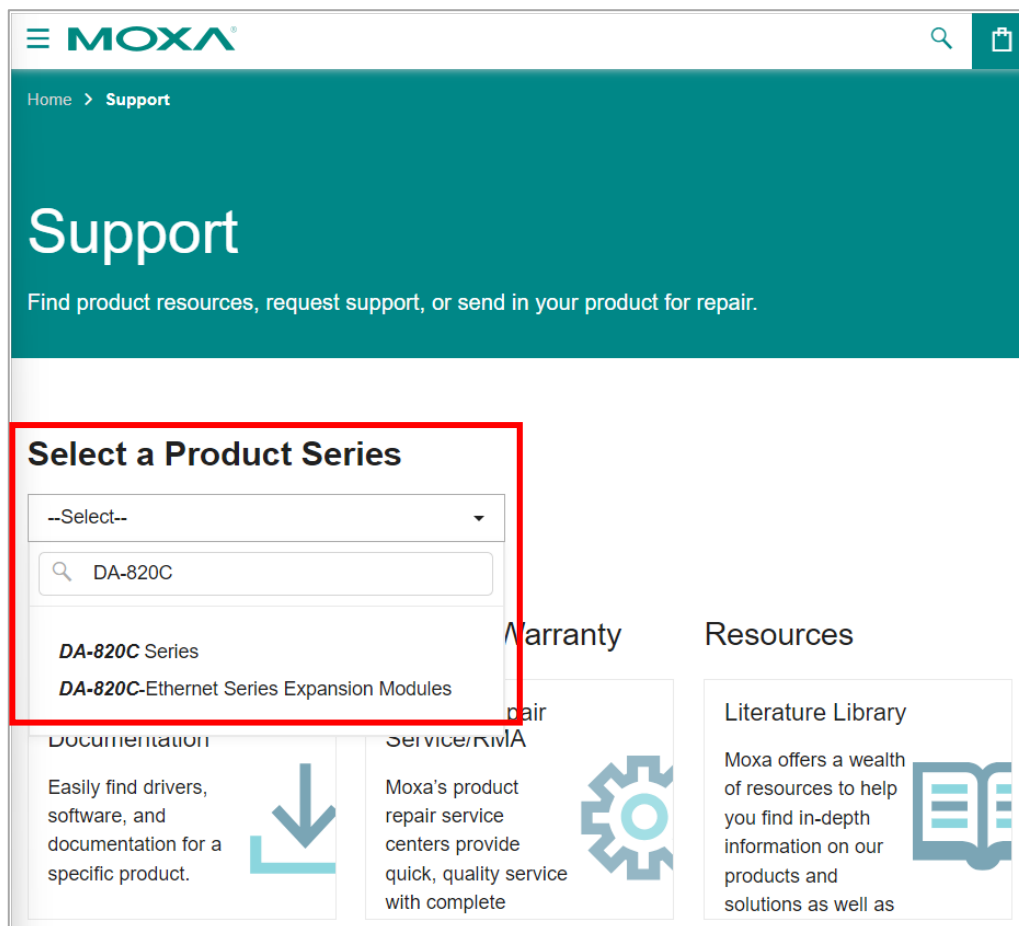 MOXA®
Home > Support
Support
Find product resources, request support, or send in your product for repair.
Select a Product Series
--Select--
DA-820C
DA-820C Series
DA-820C-Ethernet Series Expansion Modules
Warranty
Resources
Documentation
Easily find drivers,
software, and
documentation for a
specific product.
pair
Service/RMA
Moxa's product
repair service
centers provide
quick, quality service
with complete
Literature Library
Moxa offers a wealth
of resources to help
you find in-depth
information on our
products and
solutions as well as